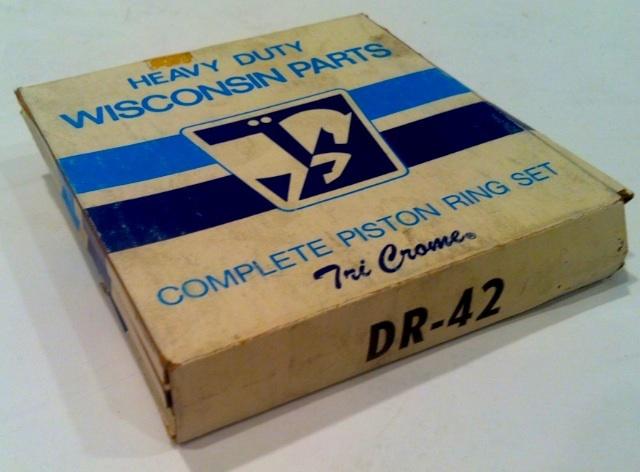 HEAVY DUTY
WISCONSIN PARTS
COMPLETE PISTON RING SET
Tri Crome®
DR-42